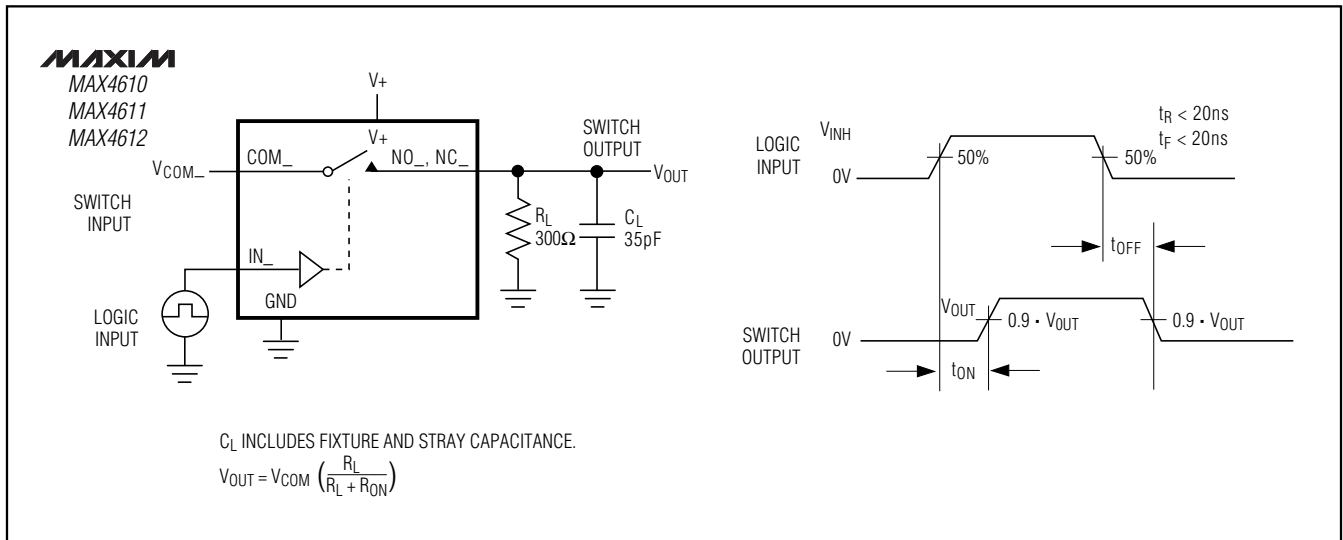 MAXIM
MAX4610
MAX4611
MAX4612
V+
V+
COM_
NO_, NC_
VCOM_
SWITCH
INPUT
SWITCH
OUTPUT
VOUT
RL
300Ω
CL
35pF
IN_
GND
LOGIC
INPUT
CL INCLUDES FIXTURE AND STRAY CAPACITANCE.
VOUT = VCOM (RL / RL + RON)
tR < 20ns
tF < 20ns
LOGIC
INPUT
VINH
0V
50%
50%
tOFF
SWITCH
OUTPUT
VOUT
0V
0.9 · VOUT
0.9 · VOUT
tON